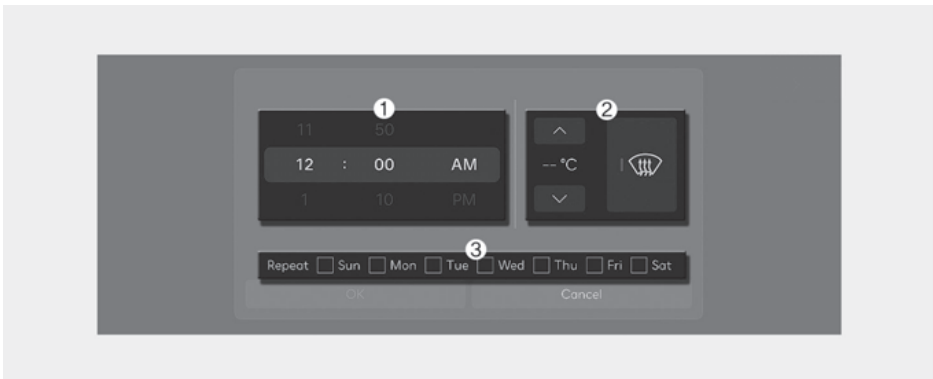 1 2
11 50
12 : 00 AM
-- °C
1 10 PM
3
Repeat Sun Mon Tue Wed Thu Fri Sat
OK Cancel